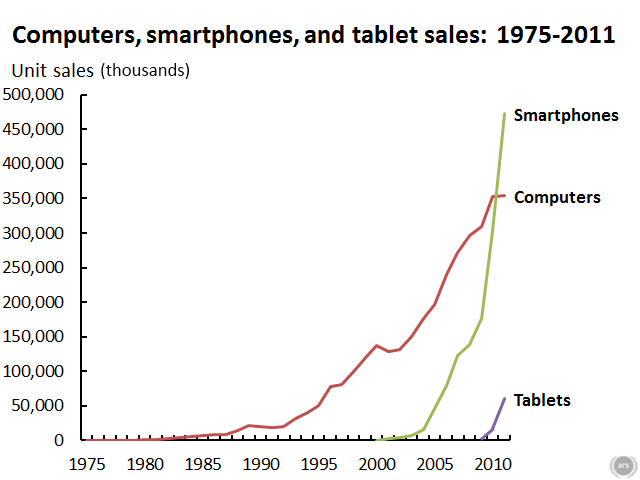 Computers, smartphones, and tablet sales: 1975-2011
Unit sales (thousands)
500,000
450,000
400,000
350,000
300,000
250,000
200,000
150,000
100,000
50,000
0
Smartphones
Computers
Tablets
1975 1980 1985 1990 1995 2000 2005 2010
ars